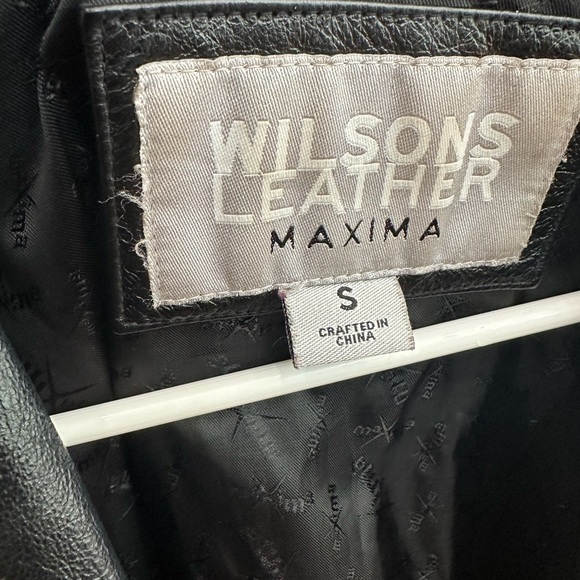 WILSONS
LEATHER
MAXIMA
S
CRAFTED IN
CHINA